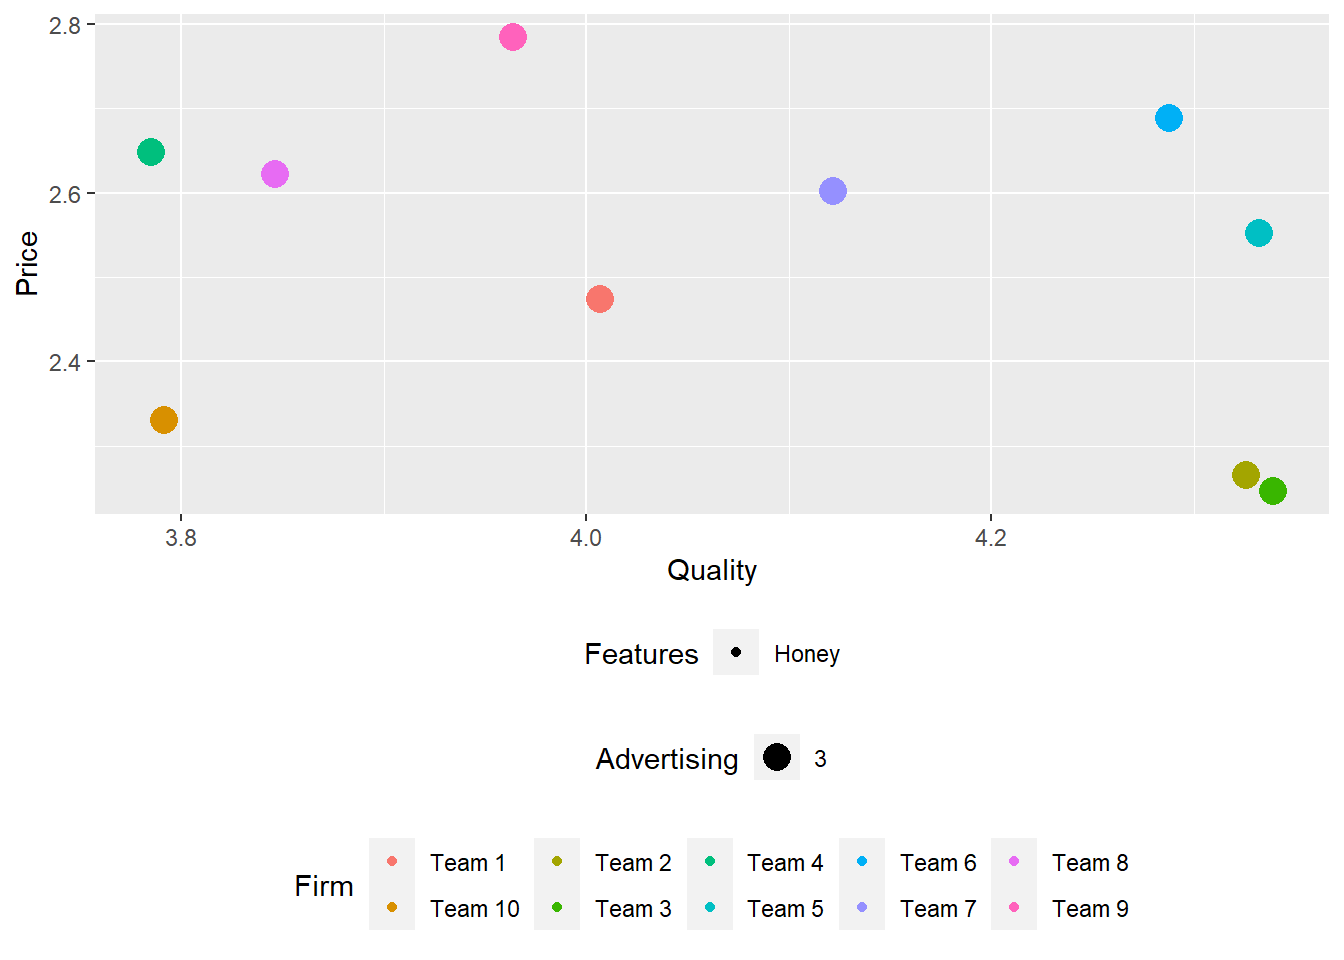 2.8
2.6
2.4
Price
3.8 4.0 4.2
Quality
Features Honey
Advertising 3
Firm
Team 1 Team 2 Team 4 Team 6 Team 8
Team 10 Team 3 Team 5 Team 7 Team 9